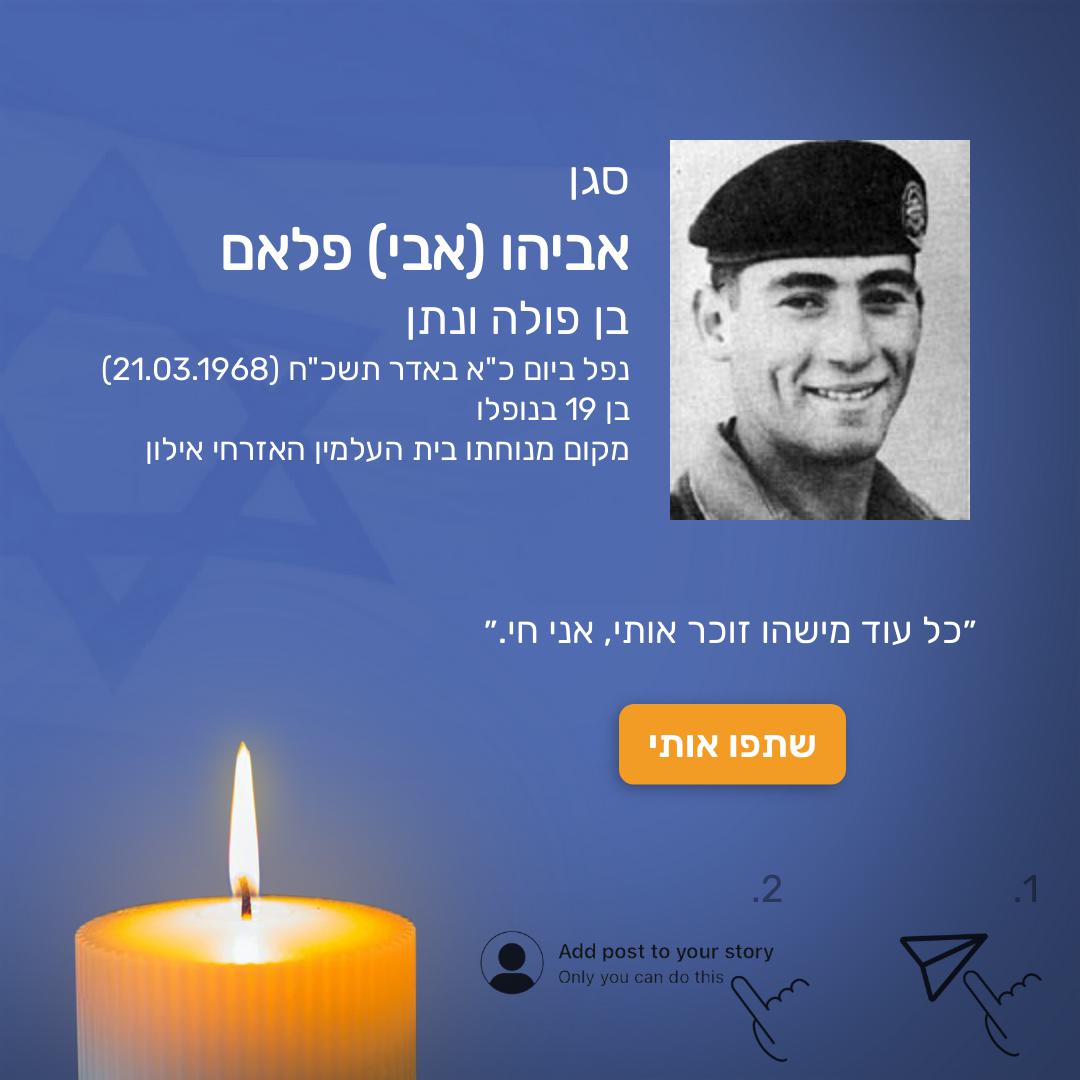 סגן
אביהו (אבי) פלאם
בן פולה ונתן
נפל ביום כ"א באדר תשכ"ח (21.03.1968)
בן 19 בנופלו
מקום מנוחתו בית העלמין האזרחי אילון
״כל עוד מישהו זוכר אותי, אני חי.״
שתפו אותי
1.
2.
Add post to your story
Only you can do this